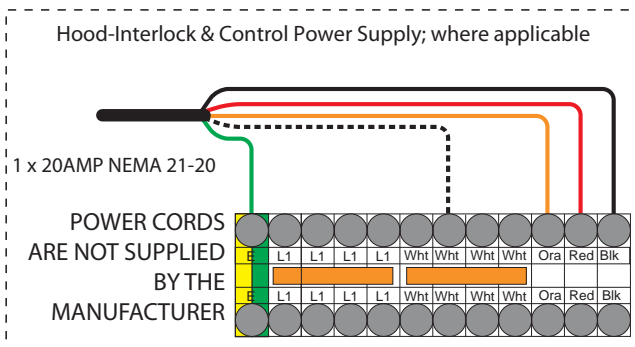 Hood-Interlock & Control Power Supply; where applicable
1 x 20AMP NEMA 21-20
POWER CORDS
ARE NOT SUPPLIED
BY THE
MANUFACTURER
E L1 L1 L1 L1 Wht Wht Wht Wht Ora Red Blk
E L1 L1 L1 L1 Wht Wht Wht Wht Ora Red Blk